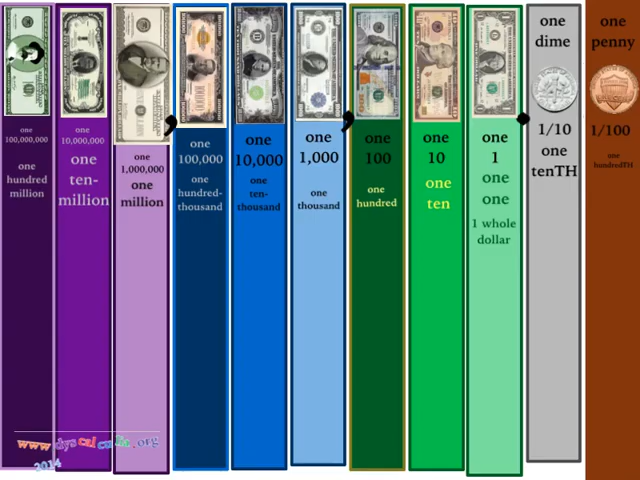 one
100,000,000
one
hundred
million
one
10,000,000
one
ten-
million
one
1,000,000
one
million
,
one
100,000
one
hundred-
thousand
one
10,000
one
ten-
thousand
one
1,000
one
thousand
,
one
100
one
hundred
one
10
one
ten
one
1
one
one
1 whole
dollar
.
one
dime
1/10
one
tenTH
one
penny
1/100
one
hundredTH
www.dyscalculia.org
2014